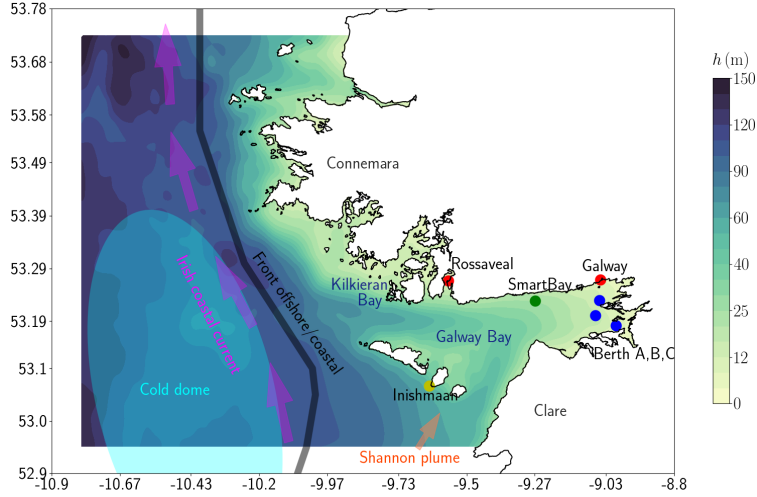 53.78
53.68
53.58
53.49
53.39
53.29
53.19
53.1
53.0
52.9
-10.9
-10.67
-10.43
-10.2
-9.97
-9.73
-9.5
-9.27
-9.03
-8.8
Connemara
Rossaveal
Galway
SmartBay
Kilkieran
Bay
Galway Bay
Berth A,B,C
Inishmaan
Clare
Shannon plume
Cold dome
Irish coastal current
Front offshore/coastal
h (m)
150
120
90
60
40
25
12
0